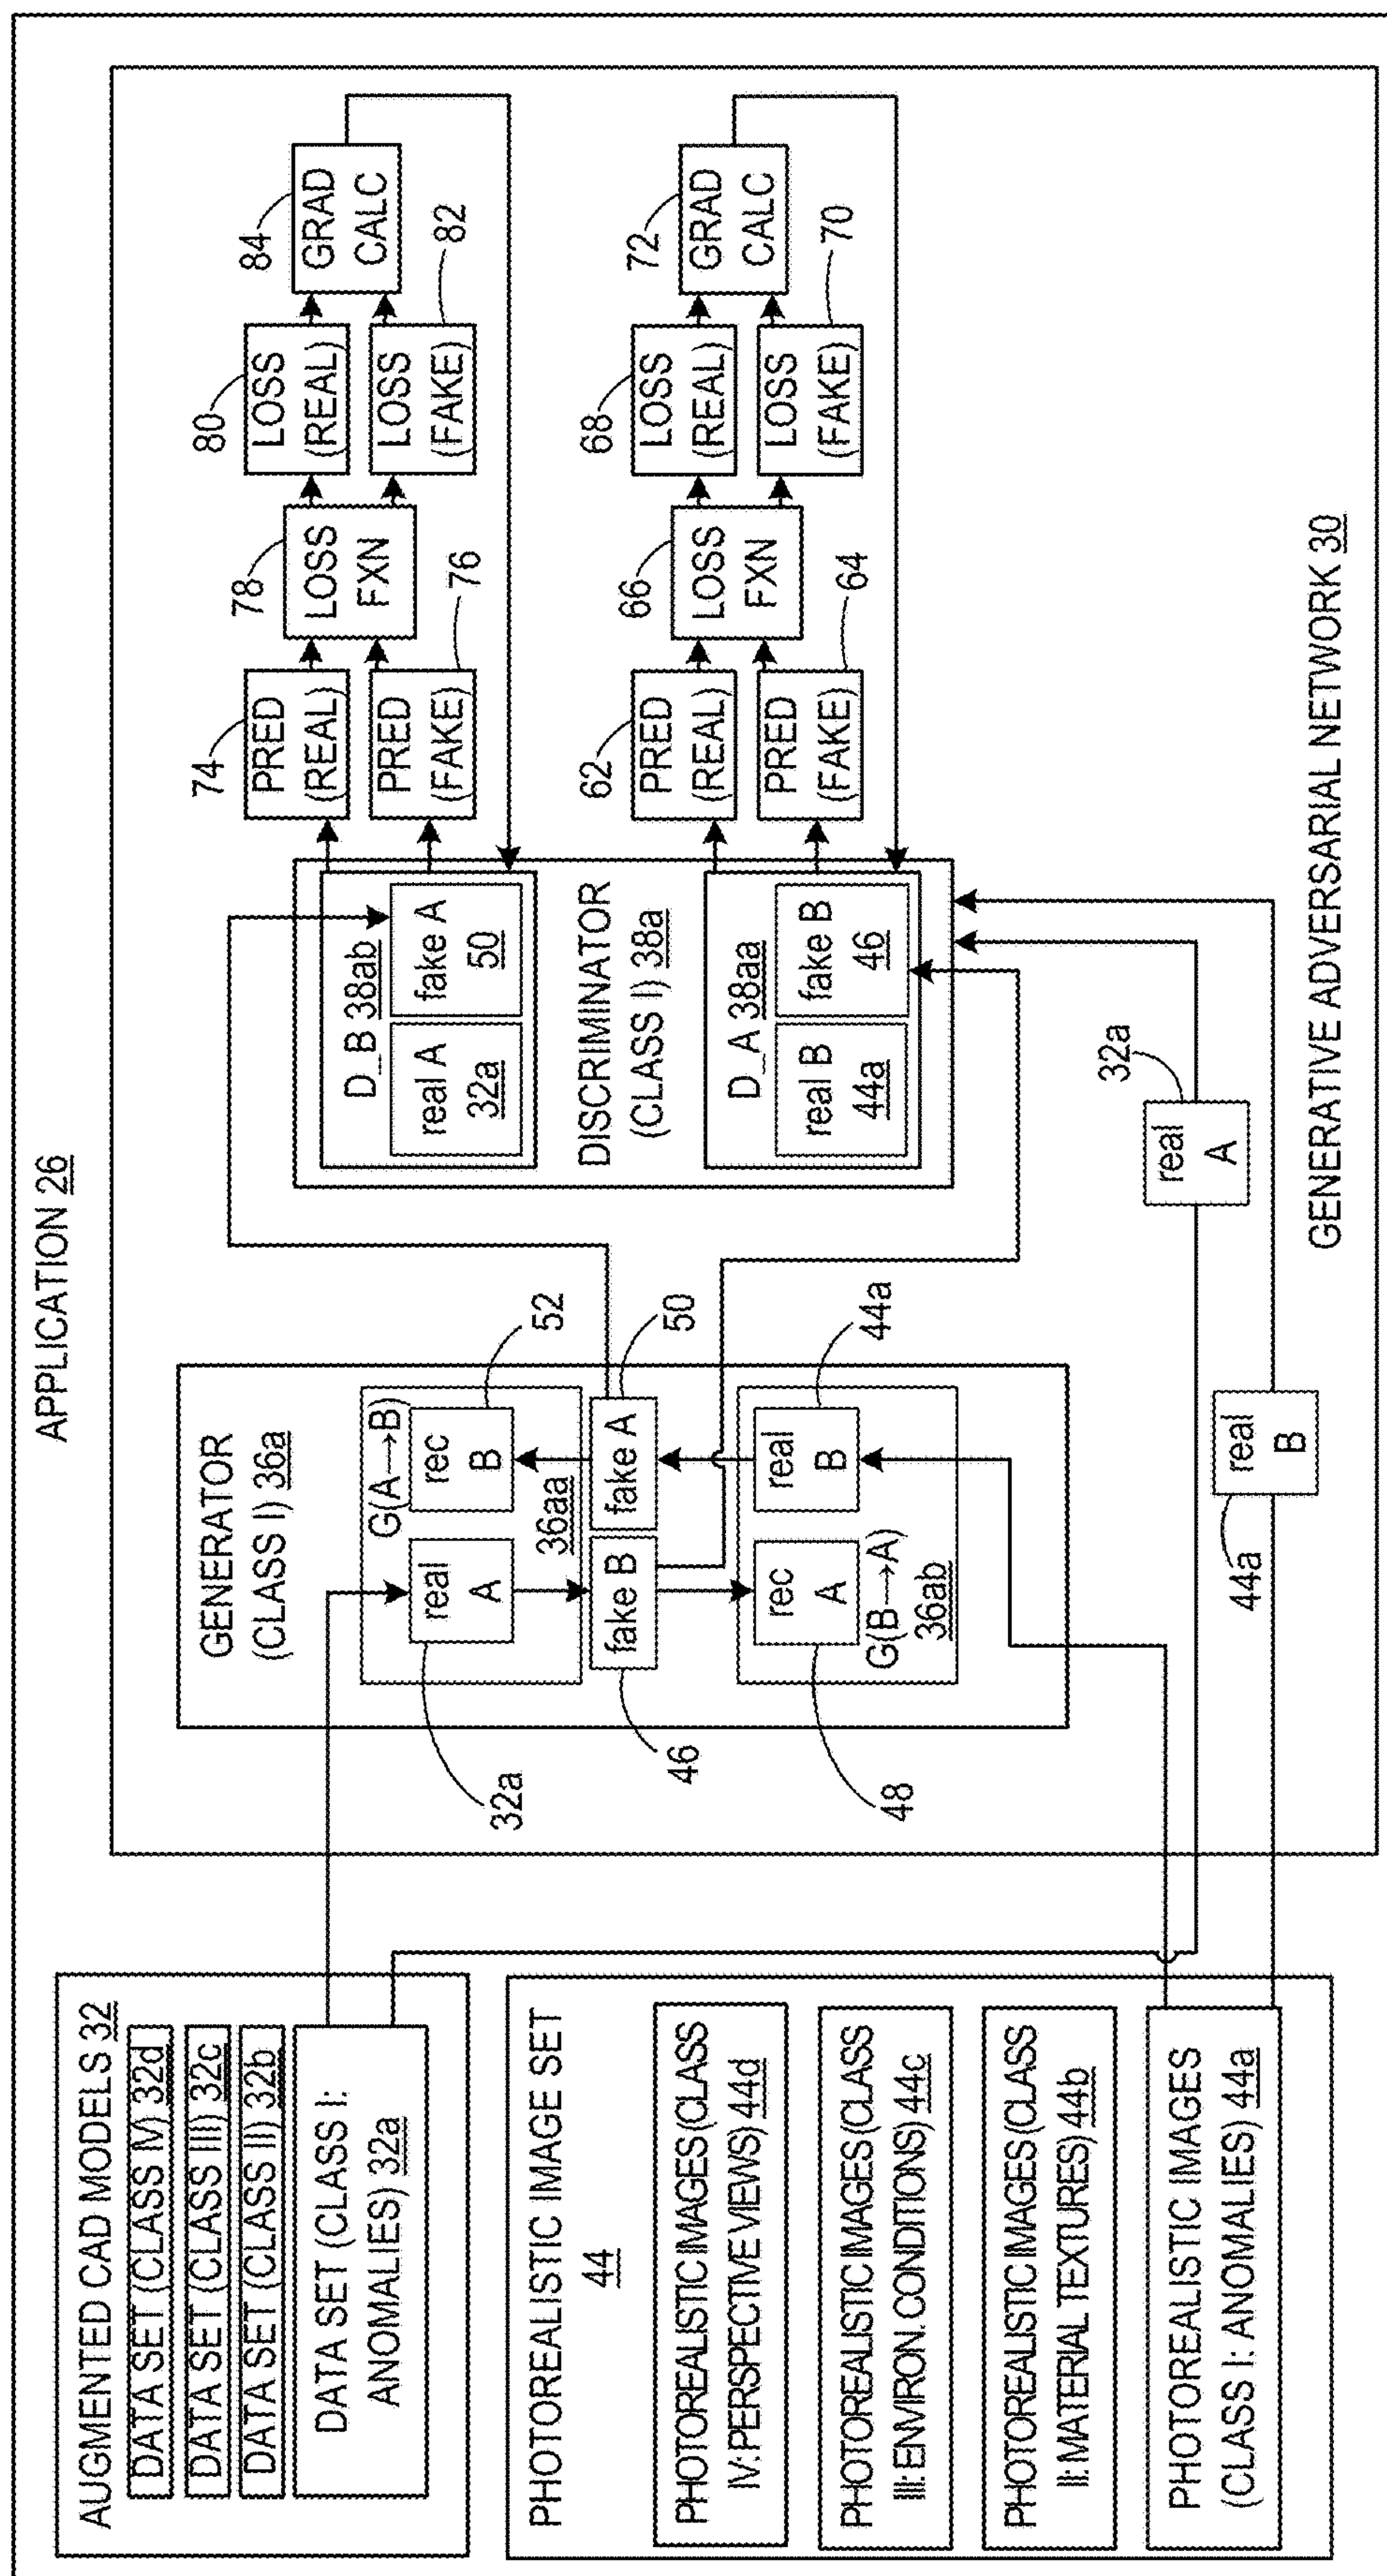 APPLICATION 26
AUGMENTED CAD MODELS 32
DATA SET (CLASS IV) 32d
DATA SET (CLASS III) 32c
DATA SET (CLASS II) 32b
DATA SET (CLASS I:
ANOMALIES) 32a
PHOTOREALISTIC IMAGE SET
44
PHOTOREALISTIC IMAGES (CLASS
IV: PERSPECTIVE VIEWS) 44d
PHOTOREALISTIC IMAGES (CLASS
III: ENVIRON. CONDITIONS) 44c
PHOTOREALISTIC IMAGES (CLASS
II: MATERIAL TEXTURES) 44b
PHOTOREALISTIC IMAGES
(CLASS I: ANOMALIES) 44a
GENERATOR
(CLASS I) 36a
G(A→B)
real
A
rec
B
52
32a
36aa
fake B
fake A
50
46
rec
A
real
B
44a
G(B→A)
36ab
48
real
A
32a
real
B
44a
D_B 38ab
real A
32a
fake A
50
DISCRIMINATOR
(CLASS I) 38a
D_A 38aa
real B
44a
fake B
46
74
PRED
(REAL)
PRED
(FAKE)
76
78
LOSS
FXN
80
LOSS
(REAL)
LOSS
(FAKE)
82
84
GRAD
CALC
62
PRED
(REAL)
PRED
(FAKE)
64
66
LOSS
FXN
68
LOSS
(REAL)
LOSS
(FAKE)
70
72
GRAD
CALC
GENERATIVE ADVERSARIAL NETWORK 30